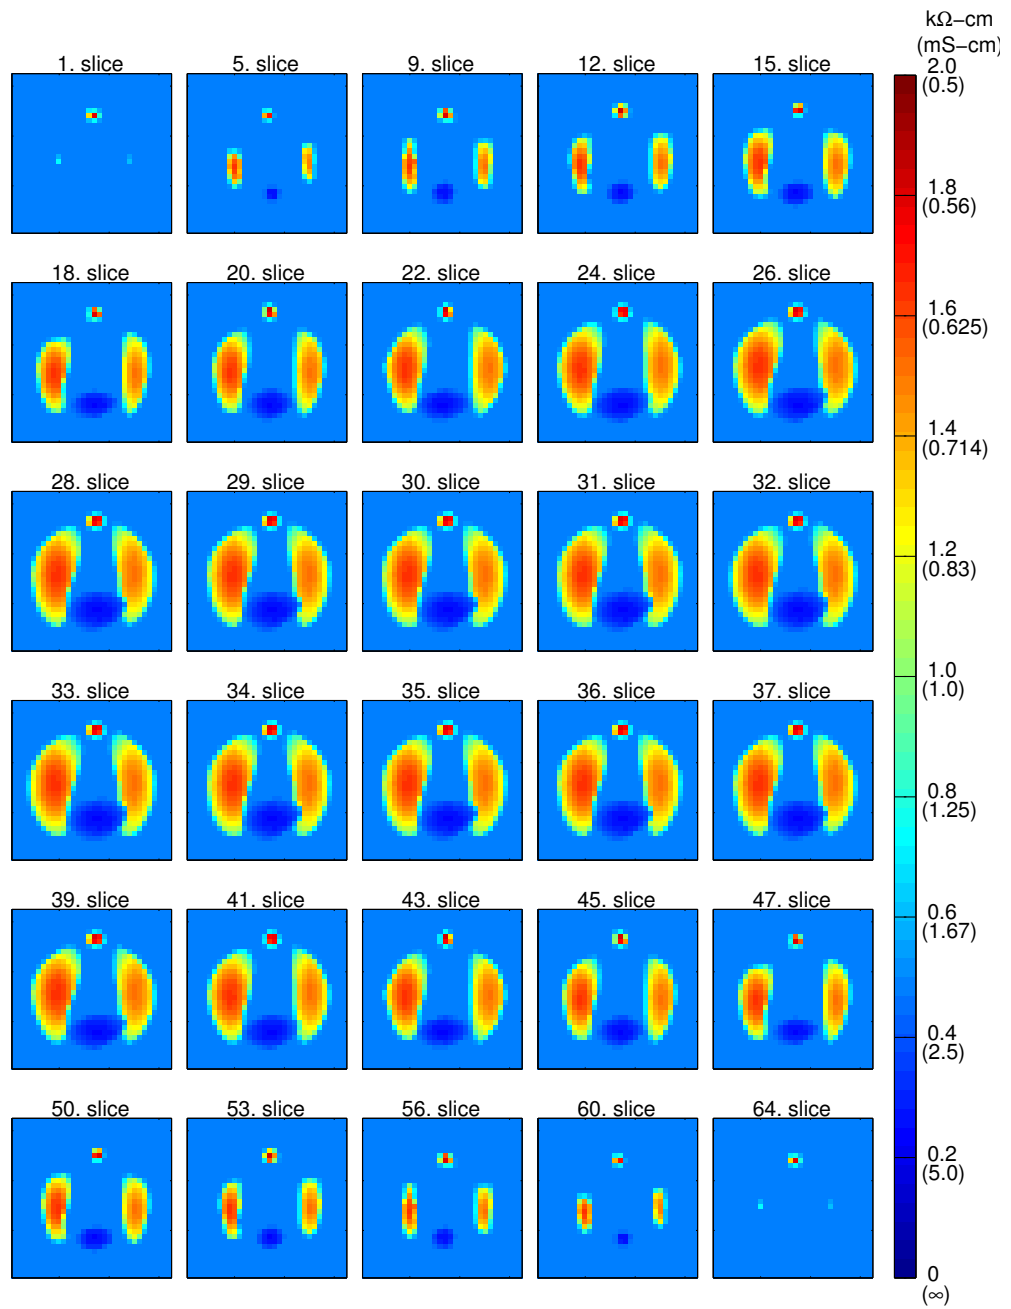 kΩ−cm
(mS−cm)
1. slice 5. slice 9. slice 12. slice 15. slice
2.0
(0.5)
1.8
(0.56)
18. slice 20. slice 22. slice 24. slice 26. slice
1.6
(0.625)
1.4
(0.714)
28. slice 29. slice 30. slice 31. slice 32. slice
1.2
(0.83)
1.0
(1.0)
33. slice 34. slice 35. slice 36. slice 37. slice
0.8
(1.25)
39. slice 41. slice 43. slice 45. slice 47. slice
0.6
(1.67)
0.4
(2.5)
50. slice 53. slice 56. slice 60. slice 64. slice
0.2
(5.0)
0
(∞)